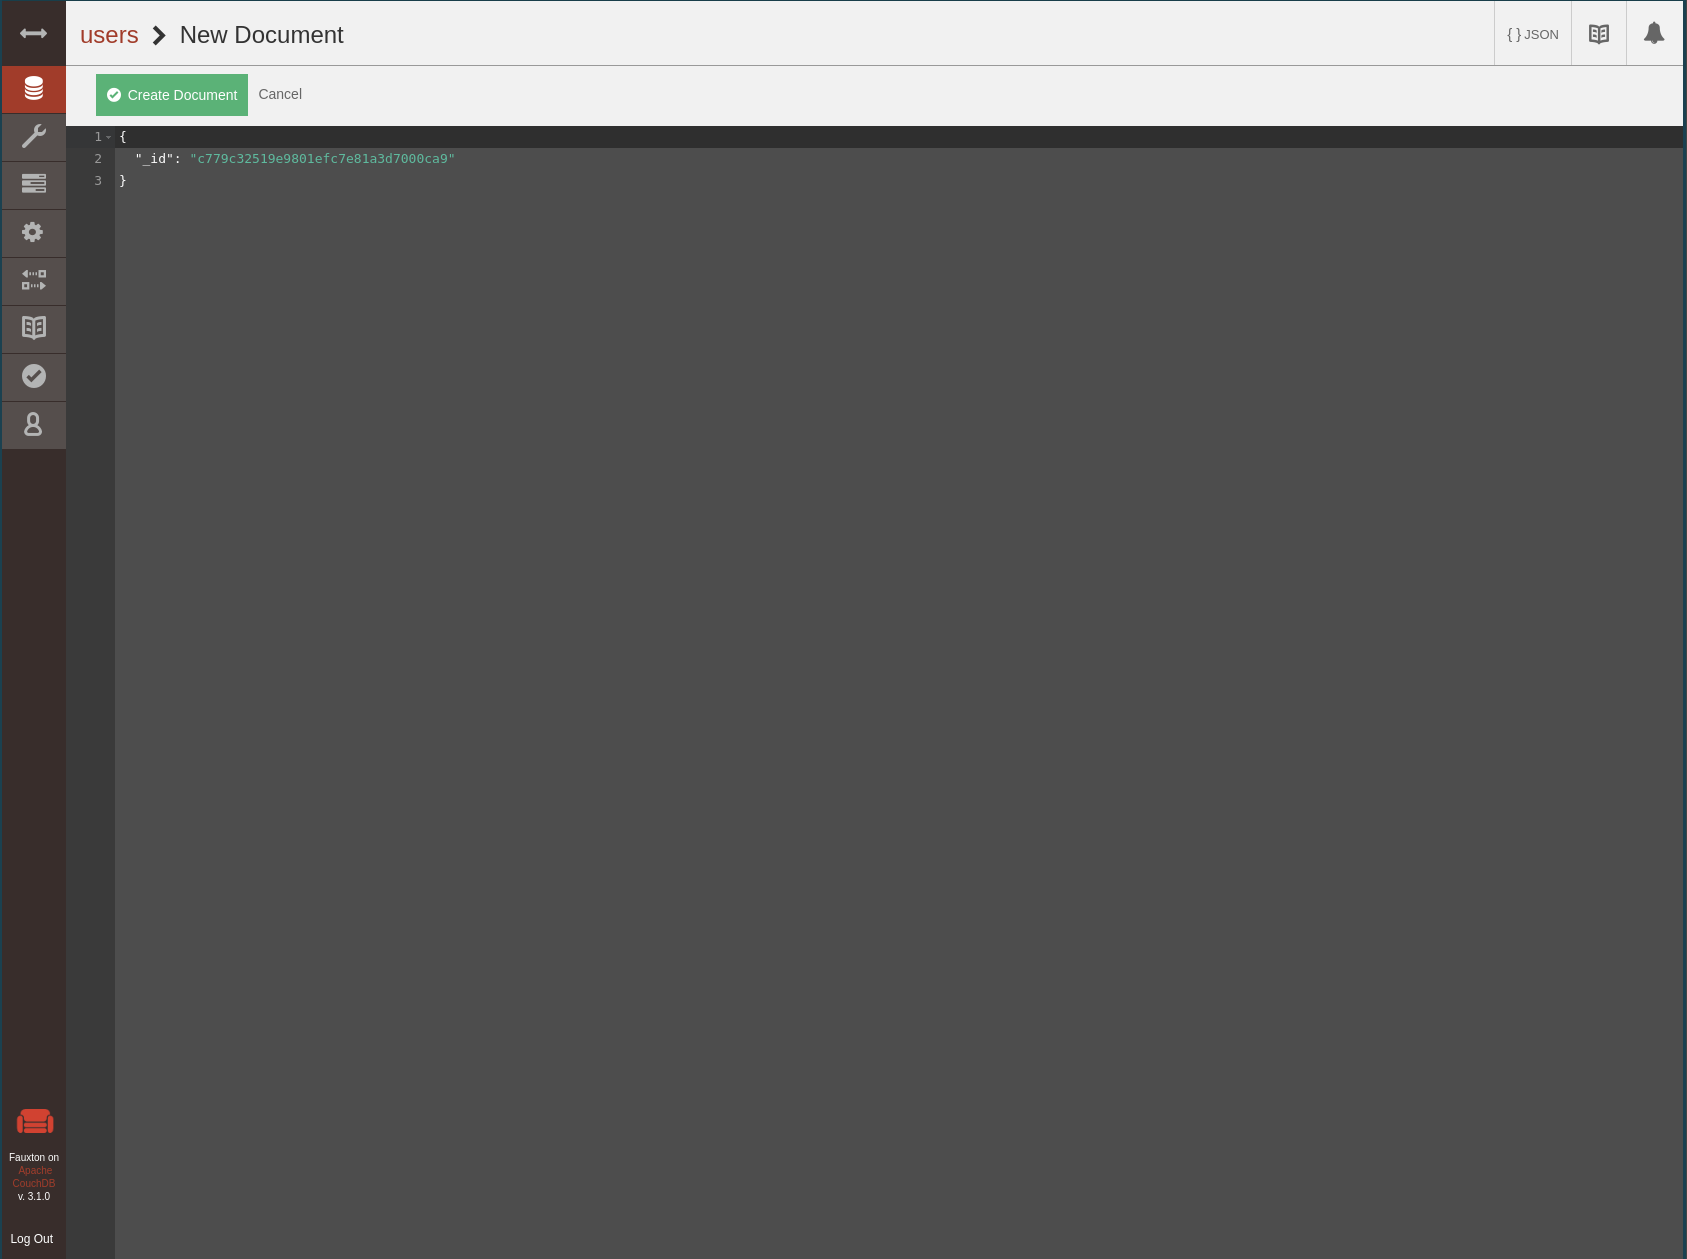 users New Document
{ } JSON
Create Document Cancel
1 {
2 "_id": "c779c32519e9801efc7e81a3d7000ca9"
3 }
Fauxton on
Apache
CouchDB
v. 3.1.0
Log Out